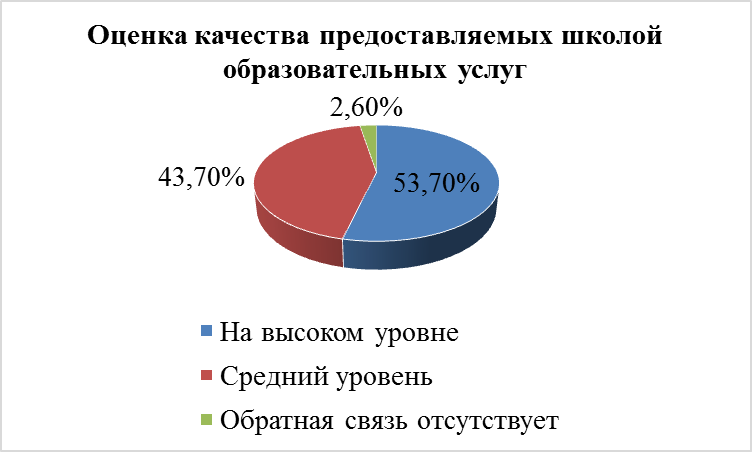 Оценка качества предоставляемых школой
образовательных услуг
2,60%
43,70%
53,70%
На высоком уровне
Средний уровень
Обратная связь отсутствует